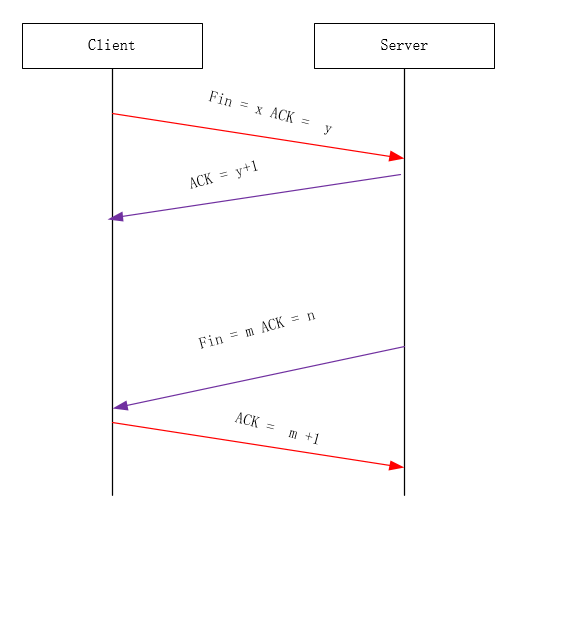 Client
Server
Fin = x ACK = y
ACK = y+1
Fin = m ACK = n
ACK = m +1